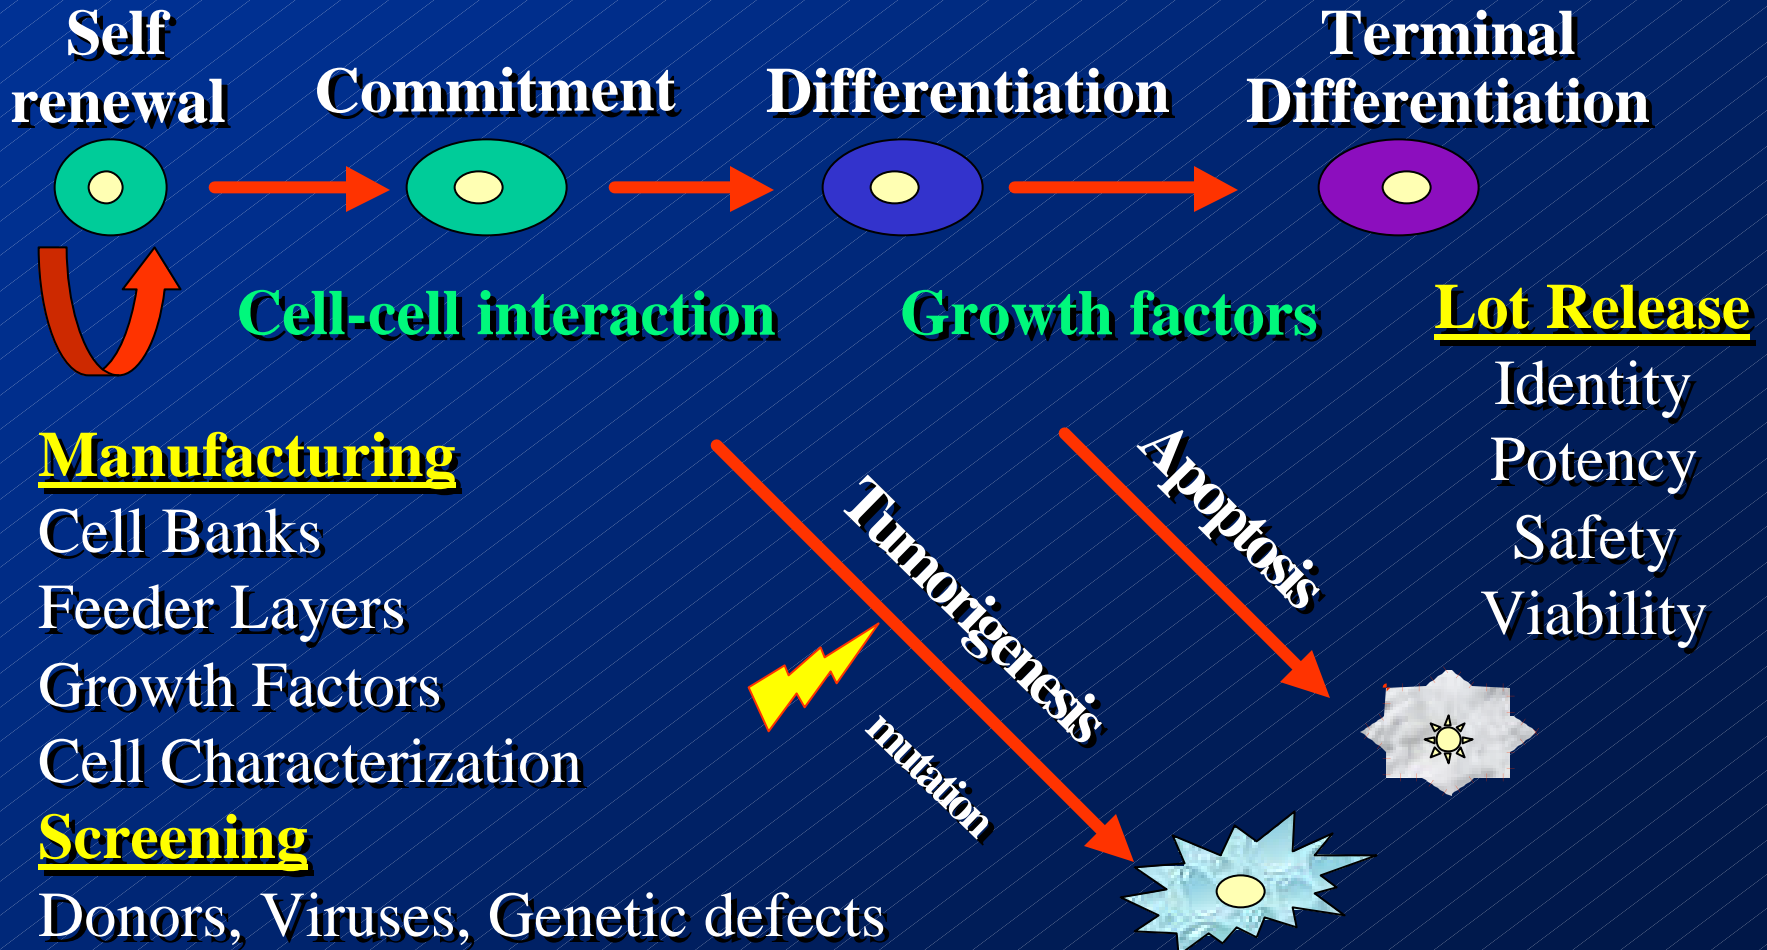 Self
renewal
Commitment
Differentiation
Terminal
Differentiation
Cell-cell interaction
Growth factors
Lot Release
Identity
Potency
Safety
Viability
Manufacturing
Cell Banks
Feeder Layers
Growth Factors
Cell Characterization
Screening
Donors, Viruses, Genetic defects
Tumorigenesis
mutation
Apoptosis